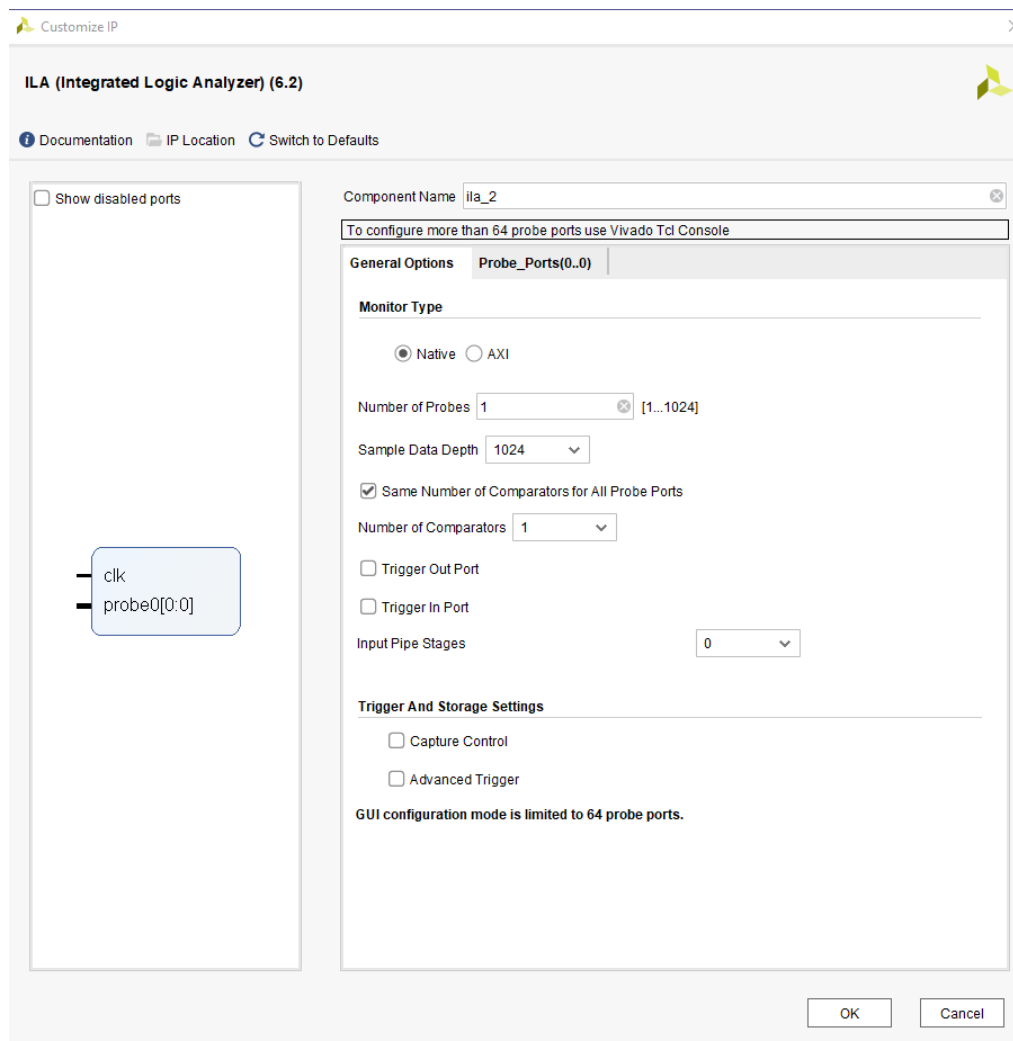 Customize IP
ILA (Integrated Logic Analyzer) (6.2)
Documentation IP Location Switch to Defaults
Show disabled ports
clk
probe0[0:0]
Component Name ila_2
To configure more than 64 probe ports use Vivado Tcl Console
General Options Probe_Ports(0..0)
Monitor Type
Native AXI
Number of Probes 1 [1...1024]
Sample Data Depth 1024
Same Number of Comparators for All Probe Ports
Number of Comparators 1
Trigger Out Port
Trigger In Port
Input Pipe Stages 0
Trigger And Storage Settings
Capture Control
Advanced Trigger
GUI configuration mode is limited to 64 probe ports.
OK Cancel